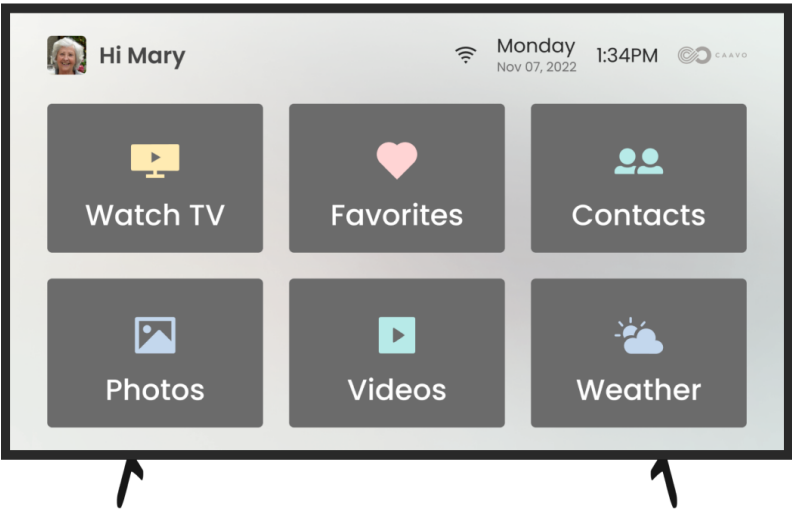 Hi Mary
Monday
Nov 07, 2022
1:34PM
CAAVO
Watch TV
Favorites
Contacts
Photos
Videos
Weather